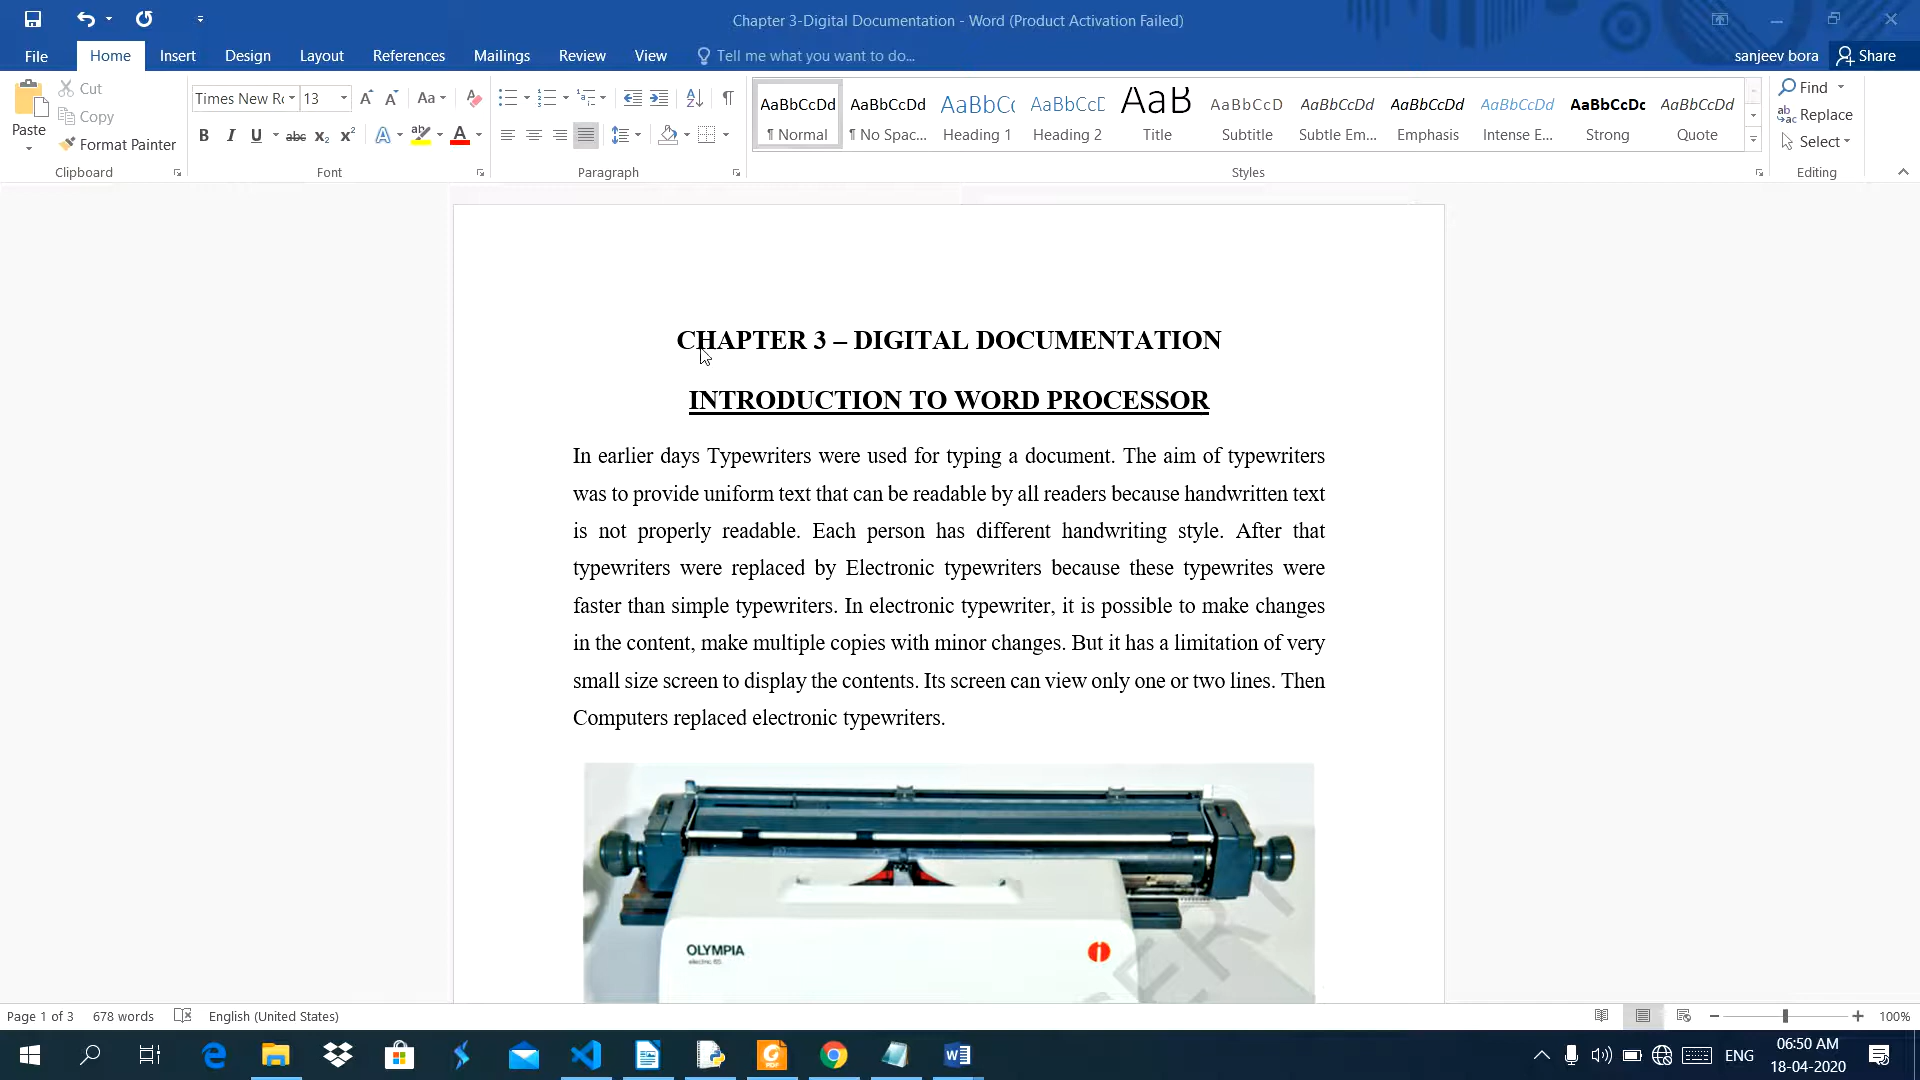 Chapter 3-Digital Documentation - Word (Product Activation Failed)
File Home Insert Design Layout References Mailings Review View Tell me what you want to do... sanjeev bora Share
Paste
Cut
Copy
Format Painter
Clipboard
Times New Ro 13
Font
Paragraph
AaBbCcDd AaBbCcDd AaBbCc AaBbCcD AaB AaBbCcD AaBbCcDd AaBbCcDd AaBbCcDd AaBbCcDc AaBbCcDd
¶ Normal ¶ No Spac... Heading 1 Heading 2 Title Subtitle Subtle Em... Emphasis Intense E... Strong Quote
Styles
Find
Replace
Select
Editing
CHAPTER 3 – DIGITAL DOCUMENTATION
INTRODUCTION TO WORD PROCESSOR
In earlier days Typewriters were used for typing a document. The aim of typewriters
was to provide uniform text that can be readable by all readers because handwritten text
is not properly readable. Each person has different handwriting style. After that
typewriters were replaced by Electronic typewriters because these typewrites were
faster than simple typewriters. In electronic typewriter, it is possible to make changes
in the content, make multiple copies with minor changes. But it has a limitation of very
small size screen to display the contents. Its screen can view only one or two lines. Then
Computers replaced electronic typewriters.
OLYMPIA
electric 65
Page 1 of 3 678 words English (United States) 100%
ENG
06:50 AM
18-04-2020